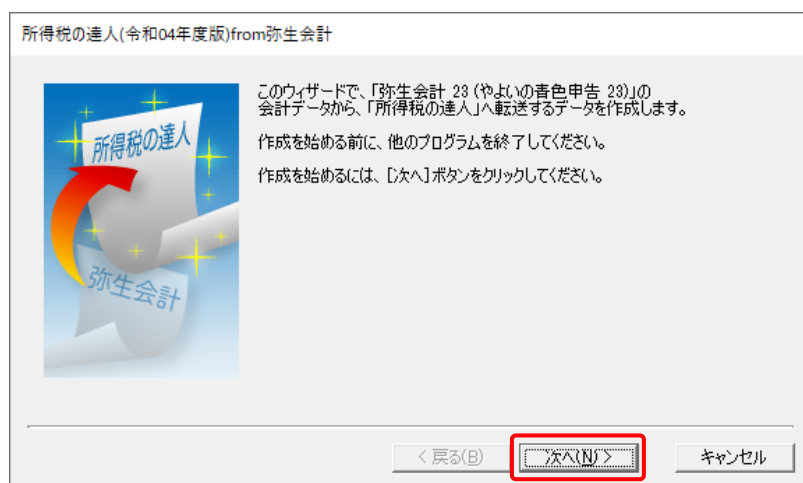 所得税の達人(令和04年度版)from弥生会計
所得税の達人
弥生会計
このウィザードで、「弥生会計 23 (やよいの青色申告 23)」の
会計データから、「所得税の達人」へ転送するデータを作成します。
作成を始める前に、他のプログラムを終了してください。
作成を始めるには、[次へ]ボタンをクリックしてください。
< 戻る(B)
次へ(N) >
キャンセル